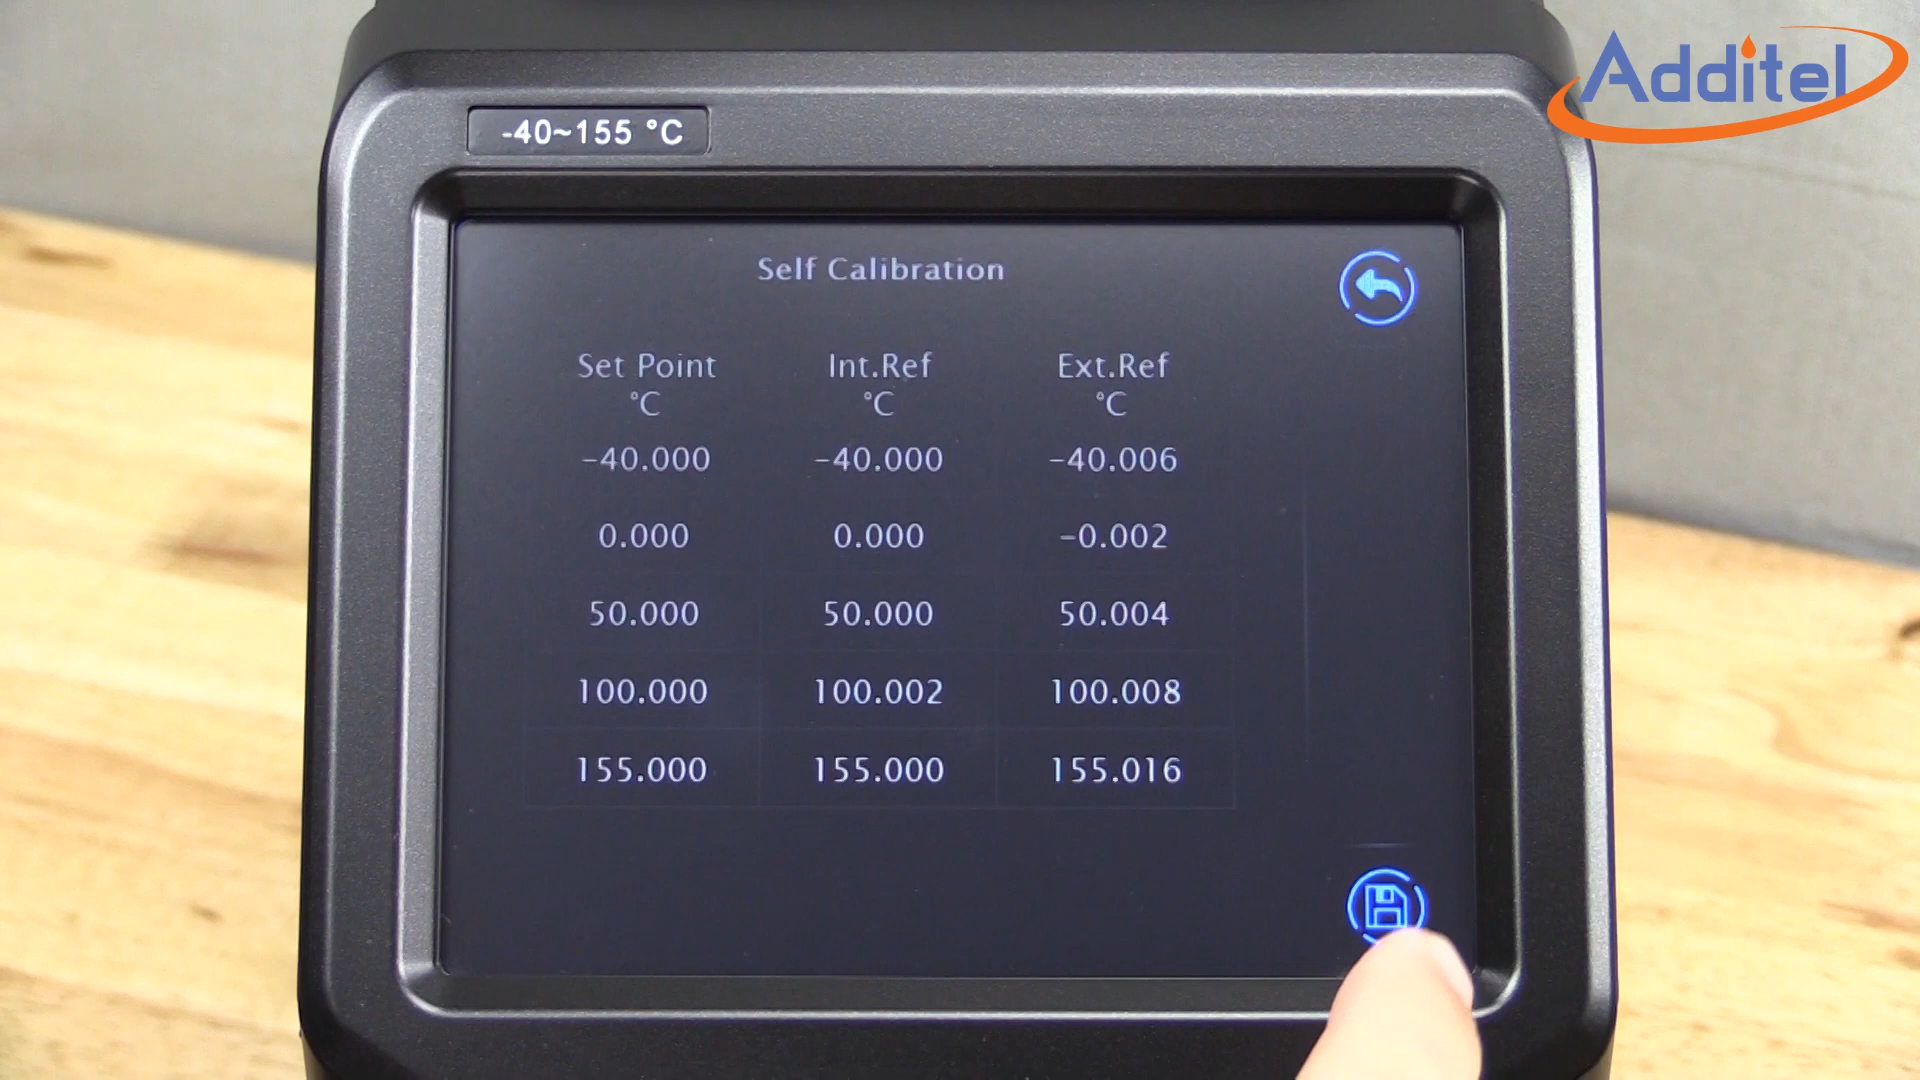 Additel
-40~155 °C
Self Calibration
Set Point Int.Ref Ext.Ref
°C °C °C
-40.000 -40.000 -40.006
0.000 0.000 -0.002
50.000 50.000 50.004
100.000 100.002 100.008
155.000 155.000 155.016